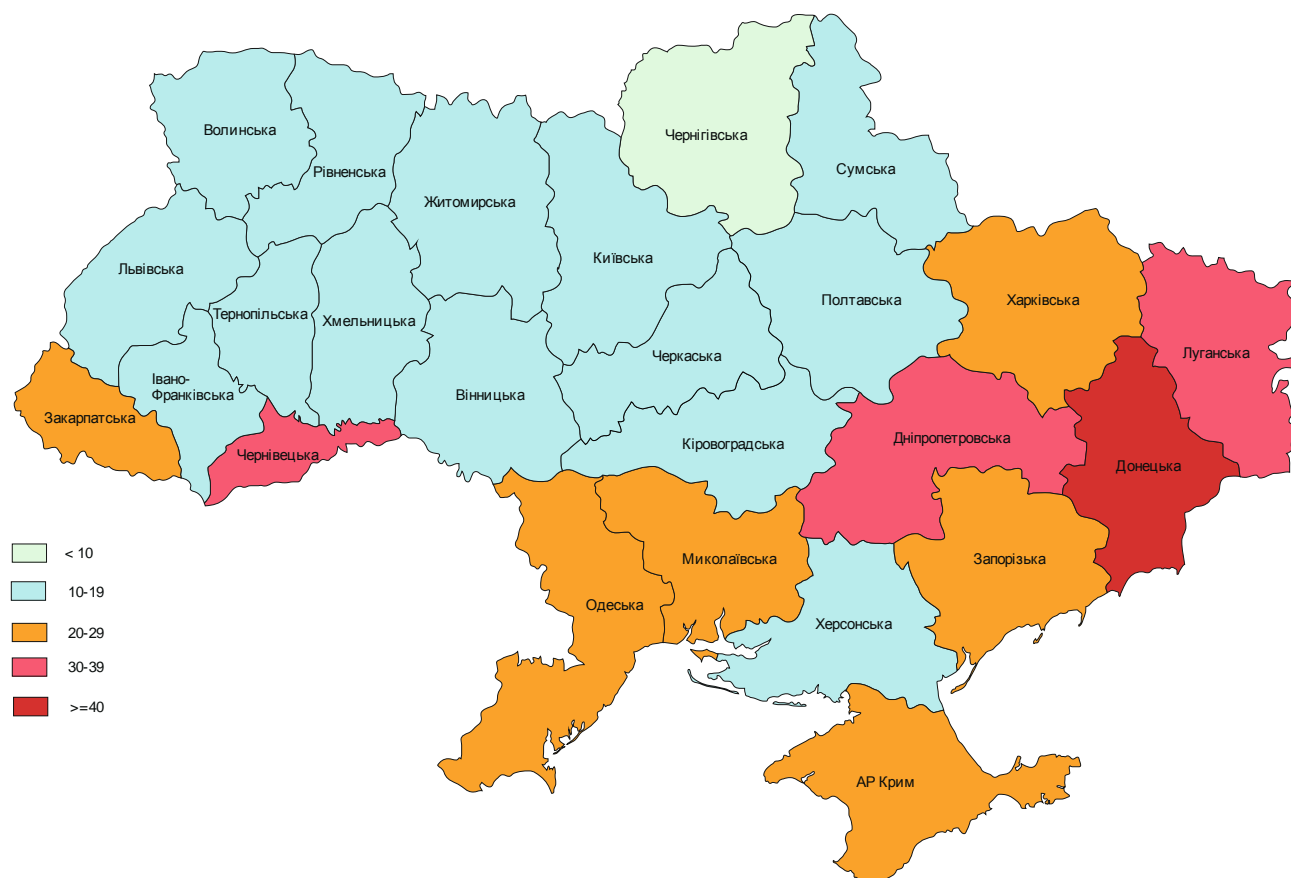 Волинська
Рівненська
Житомирська
Чернігівська
Сумська
Львівська
Тернопільська
Хмельницька
Київська
Полтавська
Харківська
Луганська
Івано-
Франківська
Закарпатська
Чернівецька
Вінницька
Черкаська
Кіровоградська
Дніпропетровська
Донецька
Одеська
Миколаївська
Херсонська
Запорізька
АР Крим
< 10
10-19
20-29
30-39
>=40